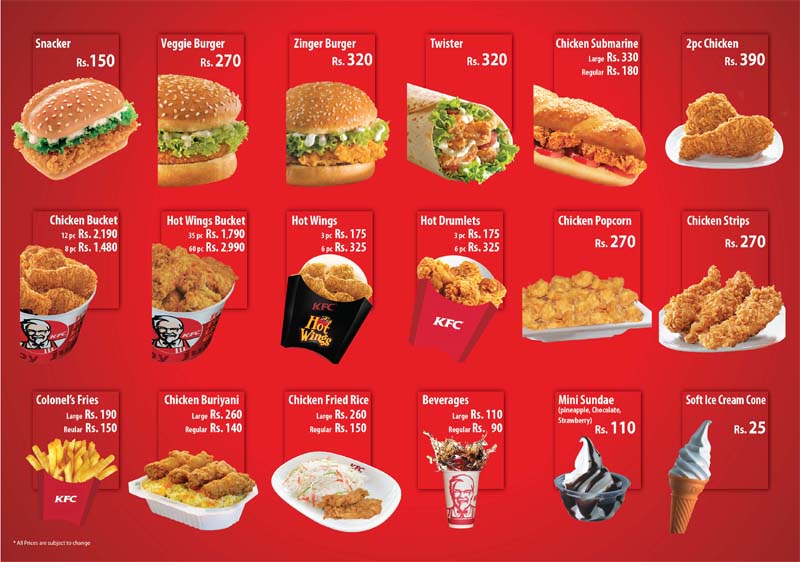 Snacker
Rs.150
Veggie Burger
Rs. 270
Zinger Burger
Rs. 320
Twister
Rs. 320
Chicken Submarine
Large Rs. 330
Regular Rs. 180
2pc Chicken
Rs. 390
Chicken Bucket
12 pc Rs. 2,190
8 pc Rs. 1,480
KFC
Hot Wings Bucket
35 pc Rs. 1,790
60 pc Rs. 2,990
KFC
Hot Wings
3 pc Rs. 175
6 pc Rs. 325
KFC
Hot
Wings
Hot Drumlets
3 pc Rs. 175
6 pc Rs. 325
KFC
Chicken Popcorn
Rs. 270
Chicken Strips
Rs. 270
Colonel's Fries
Large Rs. 190
Reular Rs. 150
KFC
Chicken Buriyani
Large Rs. 260
Regular Rs. 140
Chicken Fried Rice
Large Rs. 260
Regular Rs. 150
KFC
Beverages
Large Rs. 110
Regular Rs. 90
KFC
Mini Sundae
(pineapple, Chocolate,
Strawberry)
Rs. 110
Soft Ice Cream Cone
Rs. 25
* All Prices are subject to change